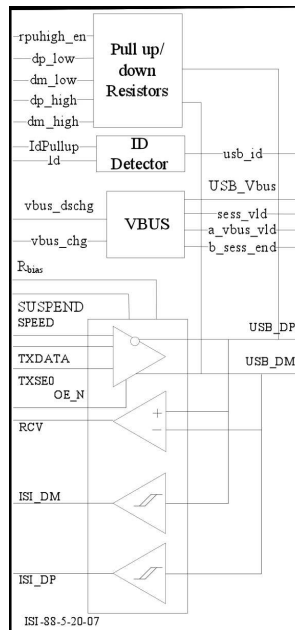 rpuhigh_en
dp_low
dm_low
dp_high
dm_high
Pull up/
down
Resistors
IdPullup
Id
ID
Detector
usb_id
USB_Vbus
vbus_dschg
vbus_chg
VBUS
sess_vld
a_vbus_vld
b_sess_end
Rbias
SUSPEND
SPEED
TXDATA
TXSE0
OE_N
USB_DP
USB_DM
RCV
+
−
ISI_DM
ISI_DP
ISI-88-5-20-07